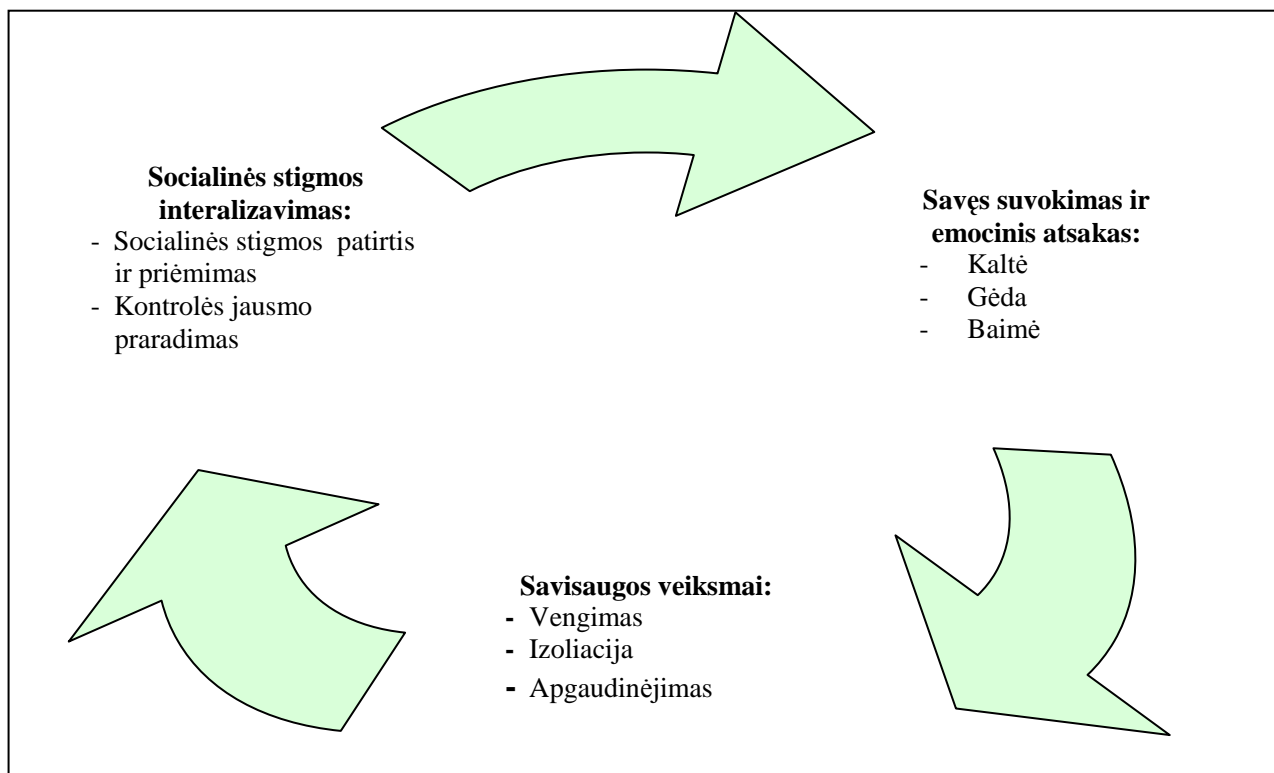 Socialinės stigmos
interalizavimas:
- Socialinės stigmos patirtis
ir priėmimas
- Kontrolės jausmo
praradimas
Savęs suvokimas ir
emocinis atsakas:
- Kaltė
- Gėda
- Baimė
Savisaugos veiksmai:
- Vengimas
- Izoliacija
- Apgaudinėjimas